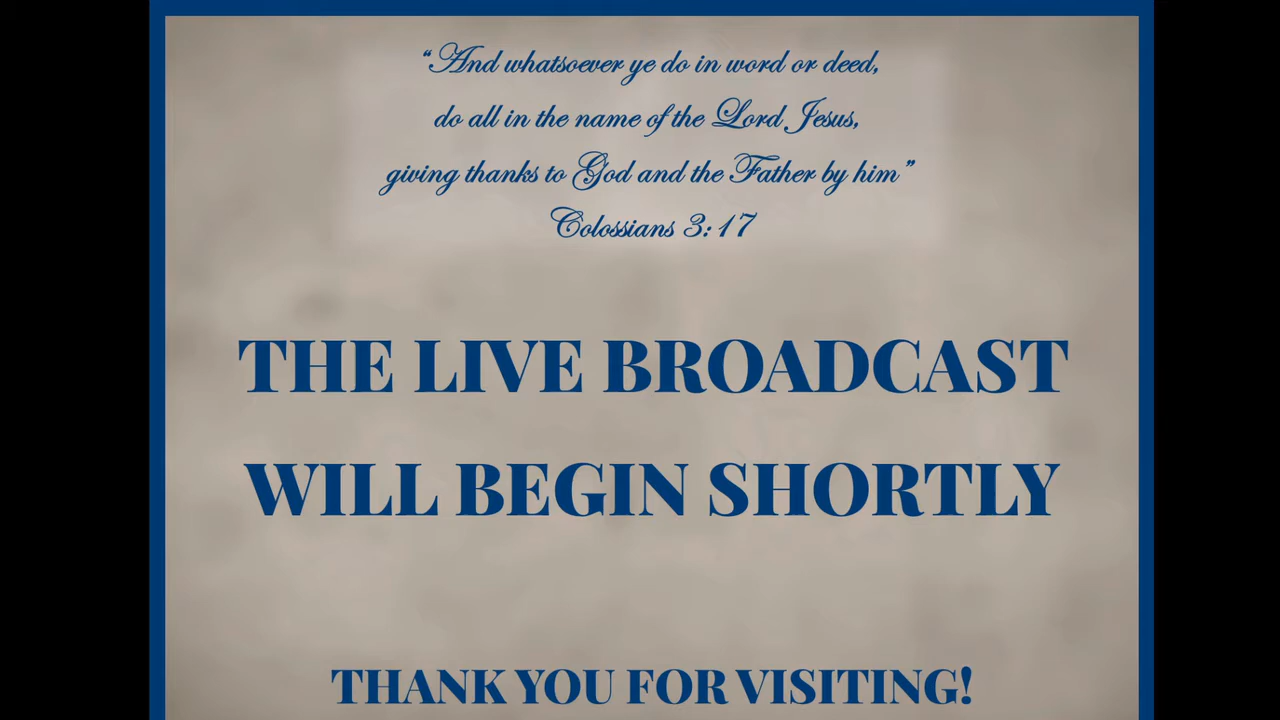 “And whatsoever ye do in word or deed,
do all in the name of the Lord Jesus,
giving thanks to God and the Father by him”
Colossians 3:17
THE LIVE BROADCAST
WILL BEGIN SHORTLY
THANK YOU FOR VISITING!